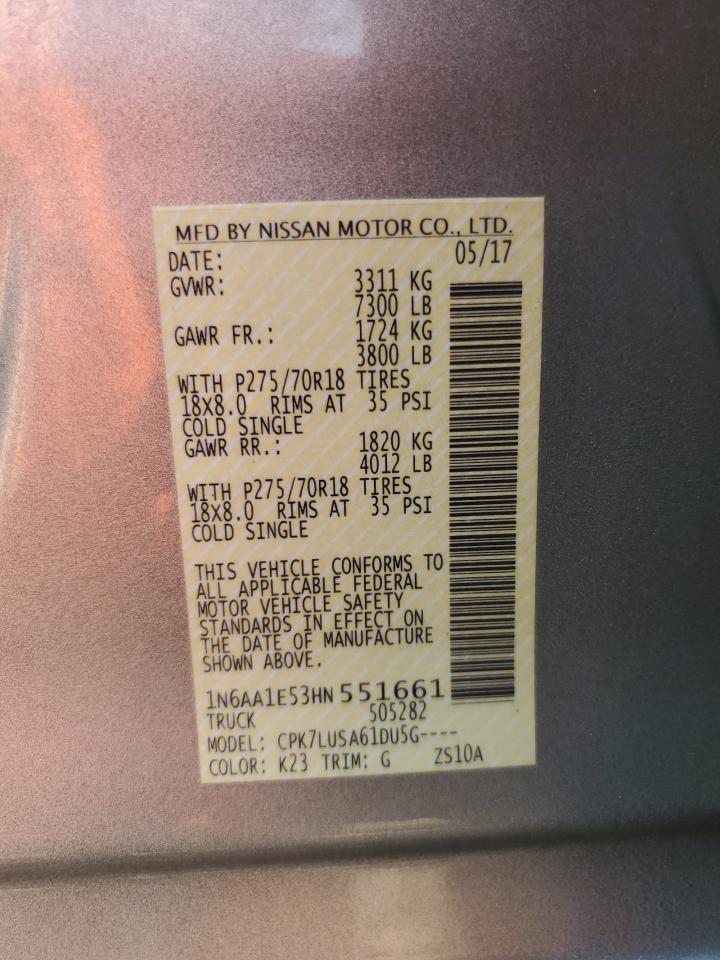 MFD BY NISSAN MOTOR CO., LTD.
DATE: 05/17
GVWR: 3311 KG
7300 LB
GAWR FR.: 1724 KG
3800 LB
WITH P275/70R18 TIRES
18X8.0 RIMS AT 35 PSI
COLD SINGLE
GAWR RR.: 1820 KG
4012 LB
WITH P275/70R18 TIRES
18X8.0 RIMS AT 35 PSI
COLD SINGLE
THIS VEHICLE CONFORMS TO
ALL APPLICABLE FEDERAL
MOTOR VEHICLE SAFETY
STANDARDS IN EFFECT ON
THE DATE OF MANUFACTURE
SHOWN ABOVE.
1N6AA1E53HN551661
TRUCK 505282
MODEL: CPK7LUSA61DU5G----
COLOR: K23 TRIM: G ZS10A